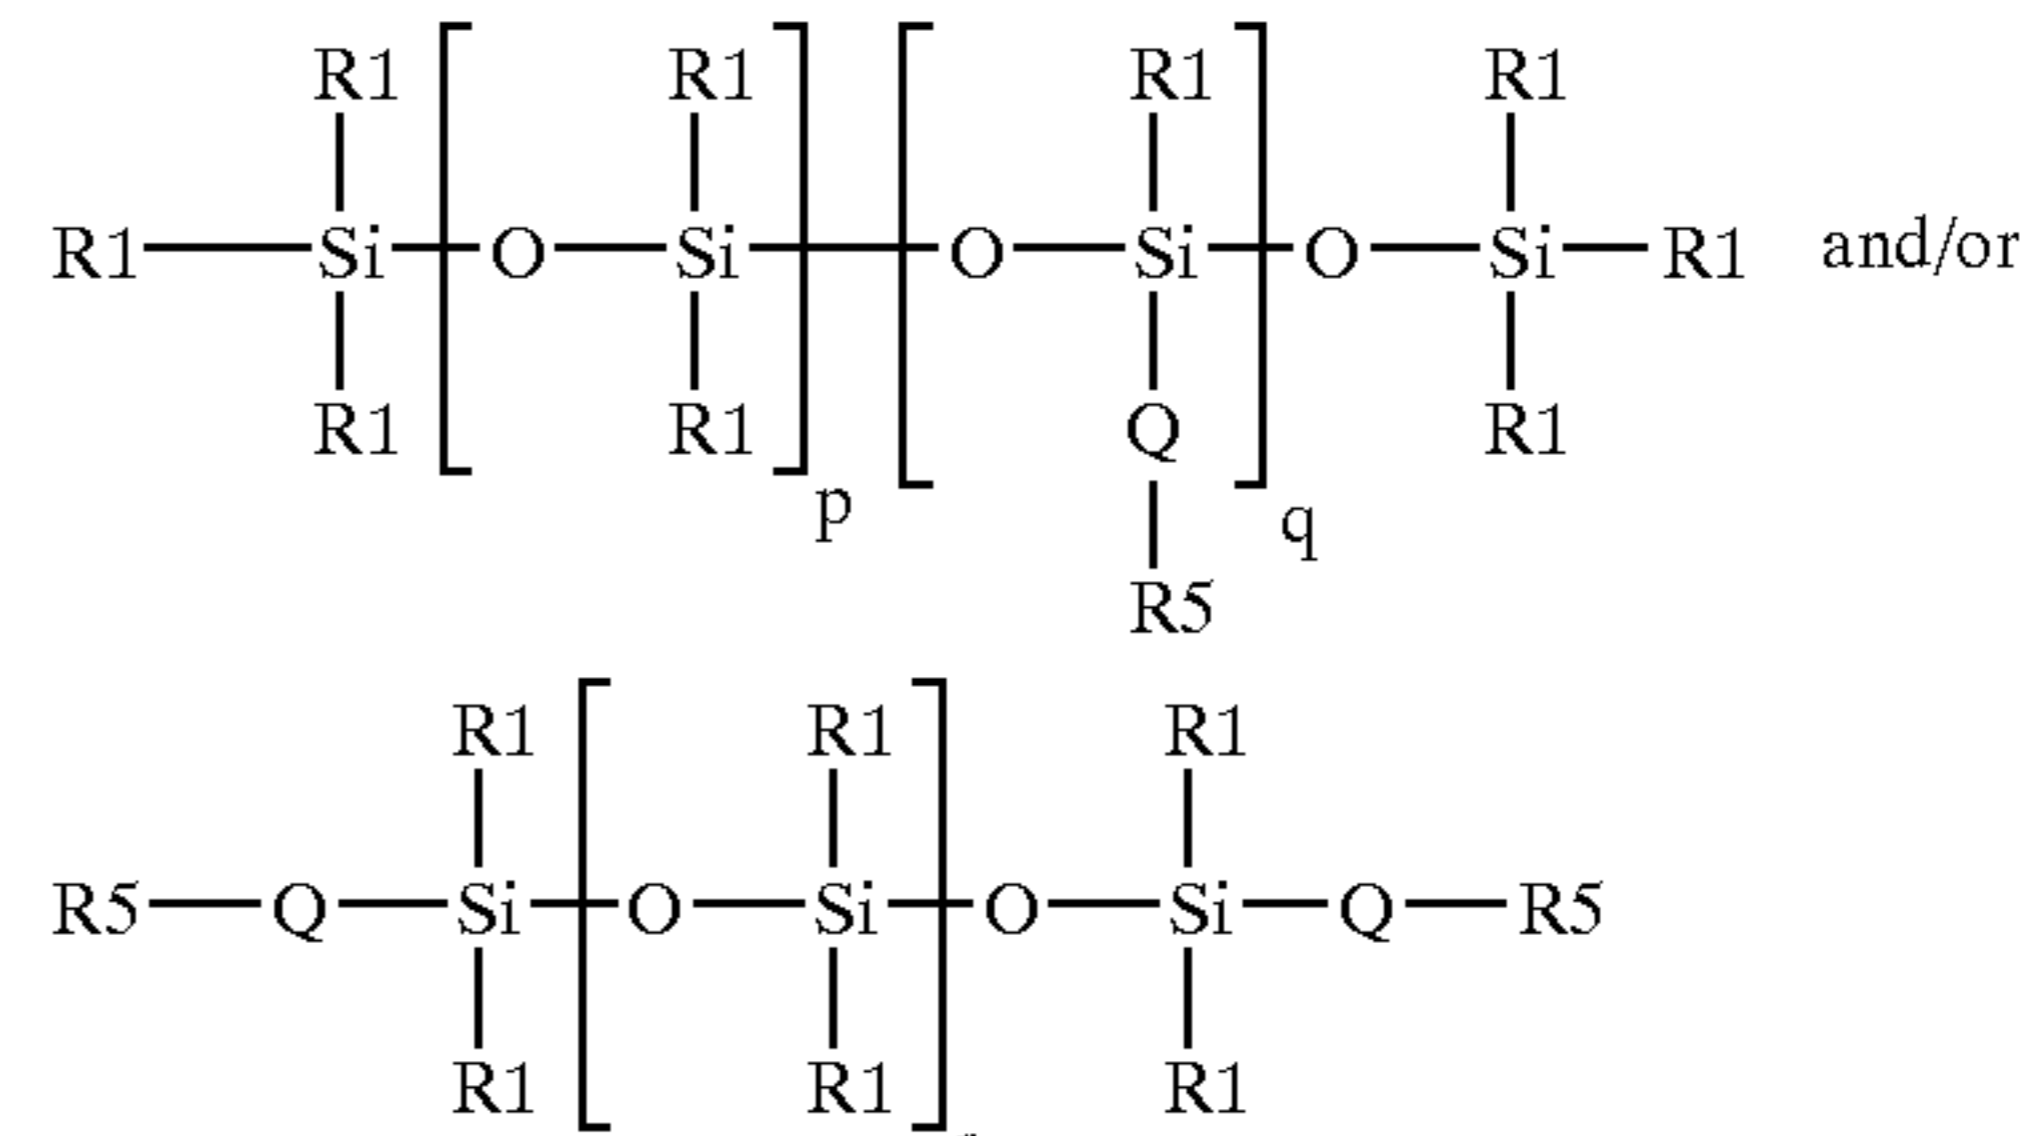 R1 R1 R1 R1
R1 Si O Si O Si O Si R1 and/or
R1 R1 Q R1
p q
R5
R1 R1 R1
R5 Q Si O Si O Si Q R5
R1 R1 R1